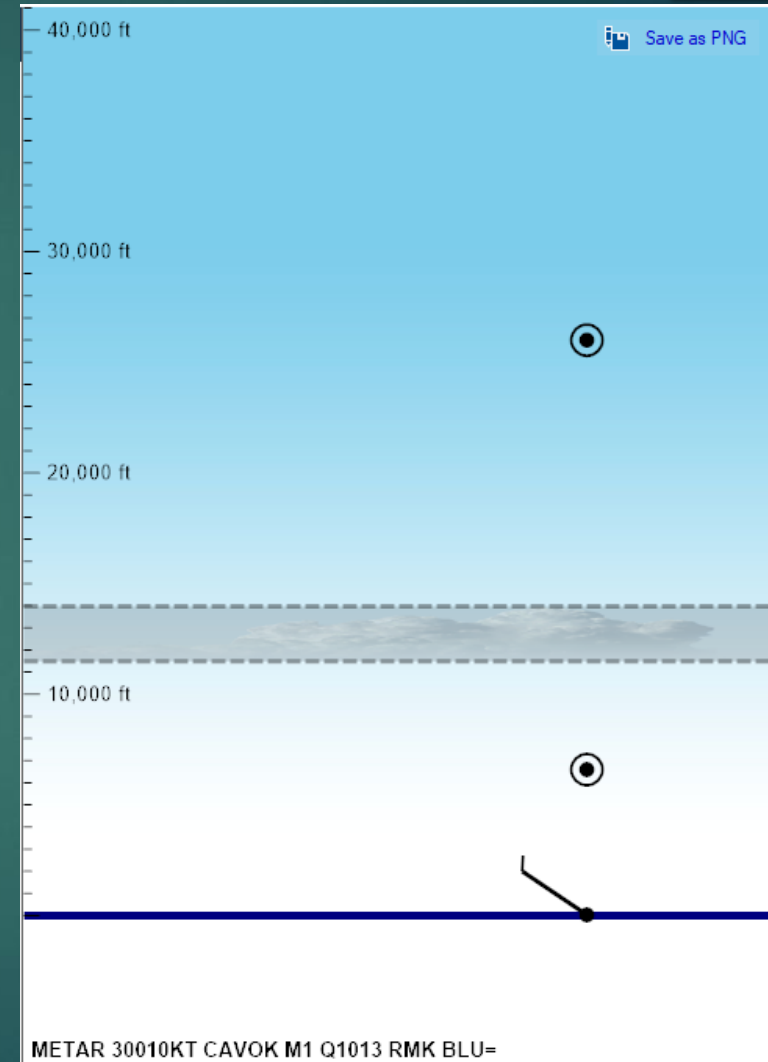 40,000 ft
Save as PNG
30,000 ft
20,000 ft
10,000 ft
METAR 30010KT CAVOK M1 Q1013 RMK BLU=